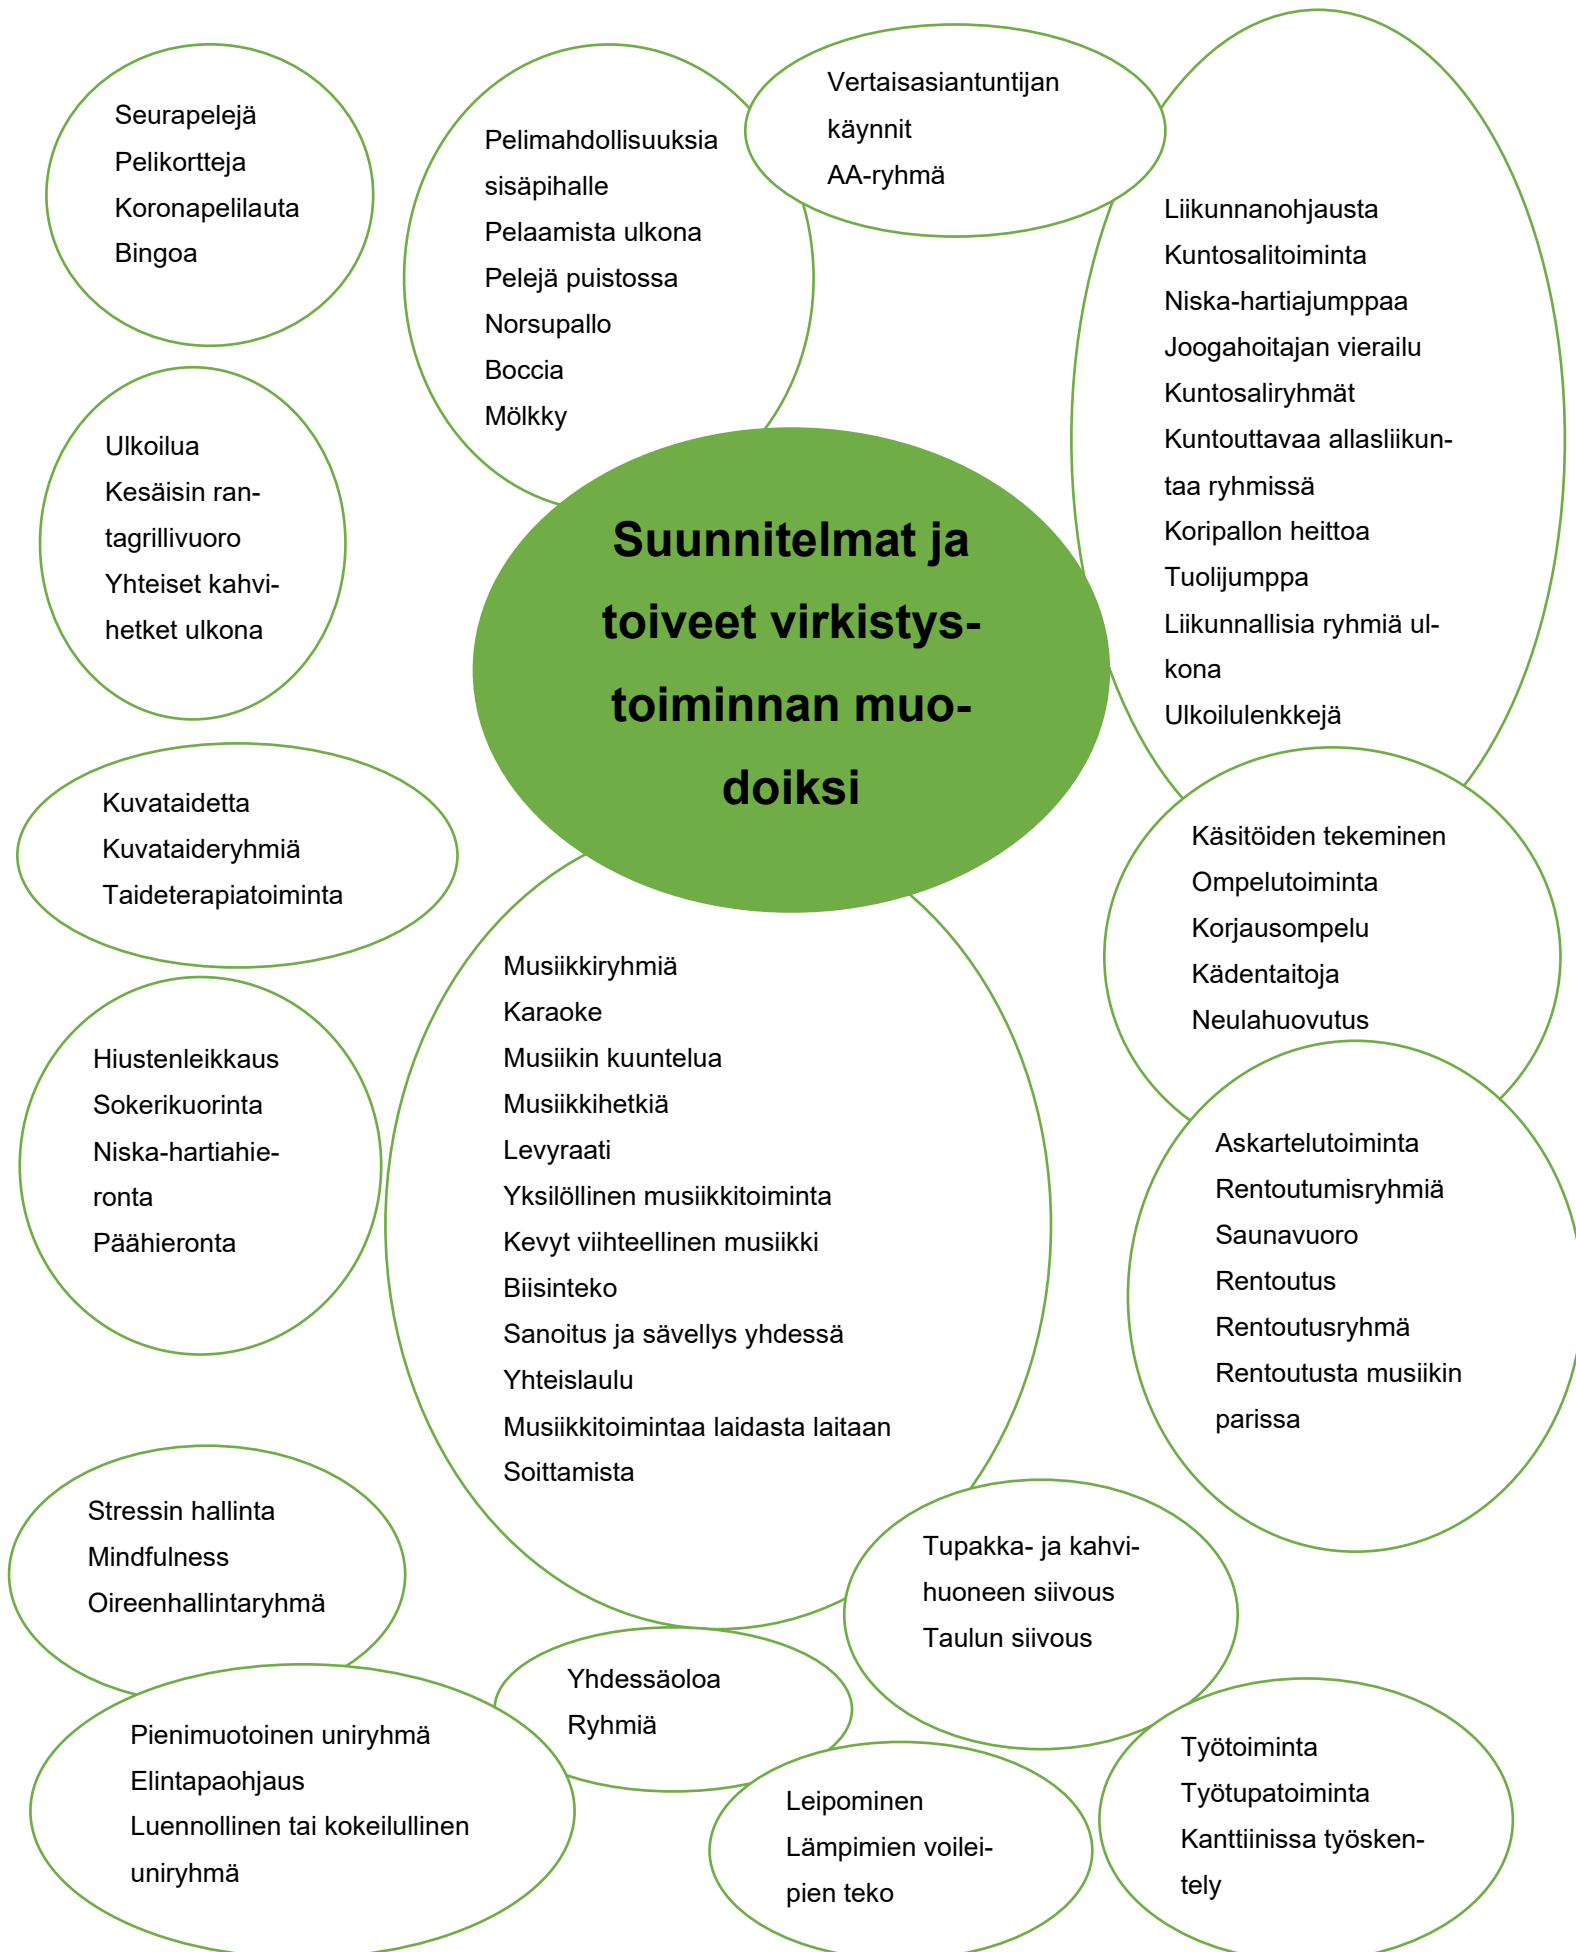 Seurapelejä
Pelikortteja
Koronapelilauta
Bingoa
Pelimahdollisuuksia
sisäpihalle
Pelaamista ulkona
Pelejä puistossa
Norsupallo
Boccia
Mölkky
Vertaisasiantuntijan
käynnit
AA-ryhmä
Liikunnanohjausta
Kuntosalitoiminta
Niska-hartiajumppaa
Joogahoitajan vierailu
Kuntosaliryhmät
Kuntouttavaa allasliikun-
taa ryhmissä
Koripallon heittoa
Tuolijumppa
Liikunnallisia ryhmiä ul-
kona
Ulkoilulenkkejä
Ulkoilua
Kesäisin ran-
tagrillivuoro
Yhteiset kahvi-
hetket ulkona
Suunnitelmat ja
toiveet virkistys-
toiminnan muo-
doiksi
Kuvataidetta
Kuvataideryhmiä
Taideterapiatoiminta
Käsitöiden tekeminen
Ompelutoiminta
Korjausompelu
Kädentaitoja
Neulahuovutus
Hiustenleikkaus
Sokerikuorinta
Niska-hartiahie-
ronta
Päähieronta
Musiikkiryhmiä
Karaoke
Musiikin kuuntelua
Musiikkihetkiä
Levyraati
Yksilöllinen musiikkitoiminta
Kevyt viihteellinen musiikki
Biisinteko
Sanoitus ja sävellys yhdessä
Yhteislaulu
Musiikkitoimintaa laidasta laitaan
Soittamista
Askartelutoiminta
Rentoutumisryhmiä
Saunavuoro
Rentoutus
Rentoutusryhmä
Rentoutusta musiikin
parissa
Stressin hallinta
Mindfulness
Oireenhallintaryhmä
Tupakka- ja kahvi-
huoneen siivous
Taulun siivous
Yhdessäoloa
Ryhmiä
Pienimuotoinen uniryhmä
Elintapaohjaus
Luennollinen tai kokeilullinen
uniryhmä
Leipominen
Lämpimien voilei-
pien teko
Työtoiminta
Työtupatoiminta
Kanttiinissa työsken-
tely